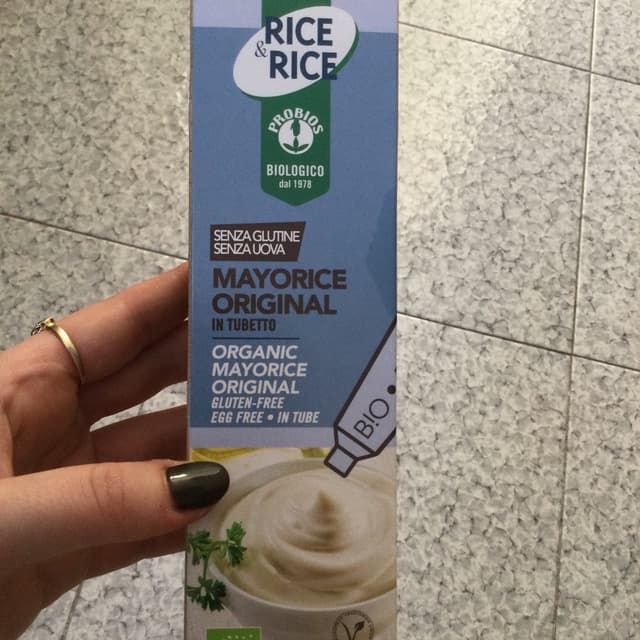 RICE
&
RICE
PROBIOS
BIOLOGICO
dal 1978
SENZA GLUTINE
SENZA UOVA
MAYORICE
ORIGINAL
IN TUBETTO
ORGANIC
MAYORICE
ORIGINAL
GLUTEN-FREE
EGG FREE • IN TUBE
B!O